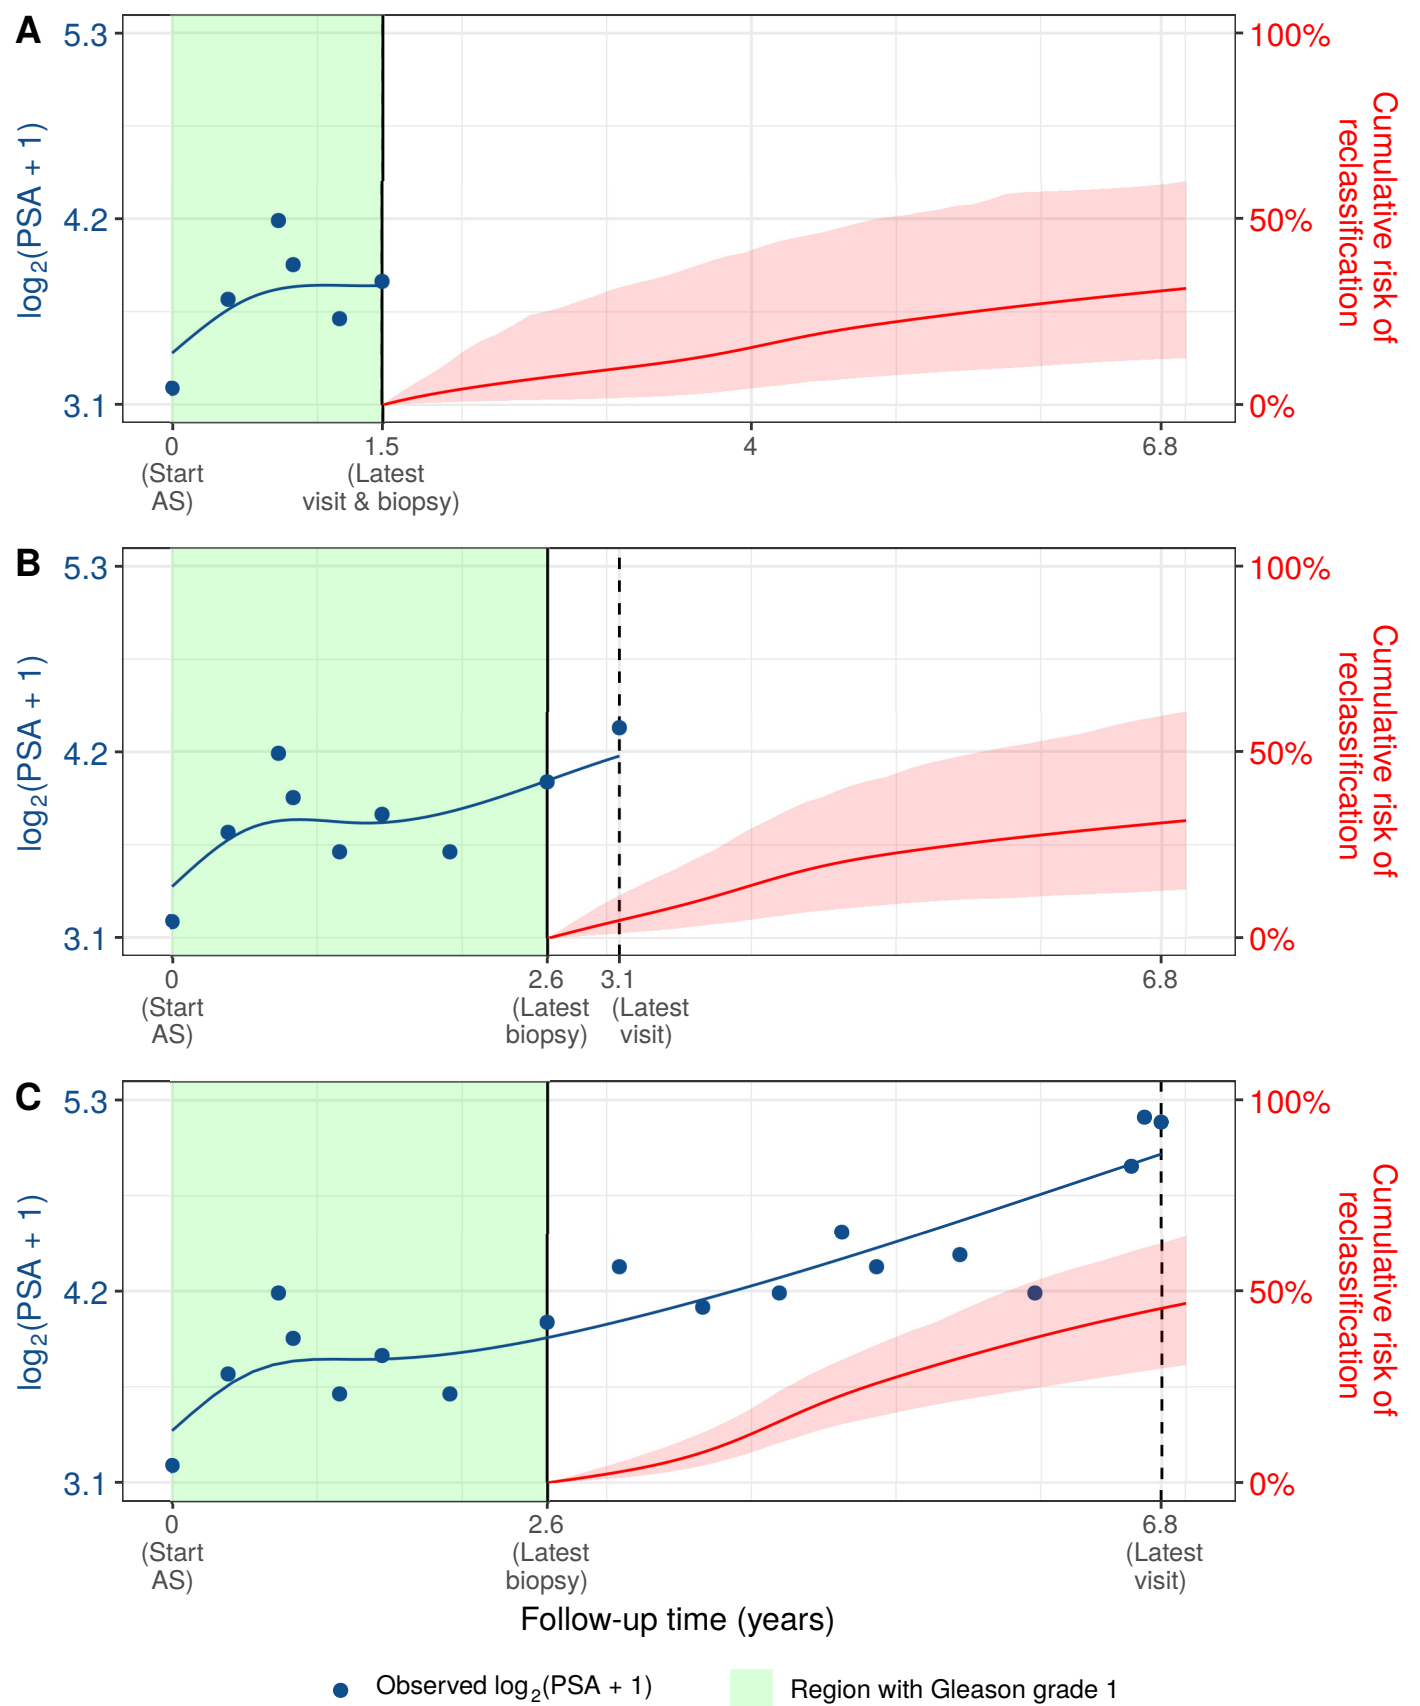 A
5.3
4.2
3.1
log2(PSA + 1)
100%
50%
0%
Cumulative risk of
reclassification
0
(Start
AS)
1.5
(Latest
visit & biopsy)
4
6.8
B
5.3
4.2
3.1
log2(PSA + 1)
100%
50%
0%
Cumulative risk of
reclassification
0
(Start
AS)
2.6
(Latest
biopsy)
3.1
(Latest
visit)
6.8
C
5.3
4.2
3.1
log2(PSA + 1)
100%
50%
0%
Cumulative risk of
reclassification
0
(Start
AS)
2.6
(Latest
biopsy)
6.8
(Latest
visit)
Follow-up time (years)
Observed log2(PSA + 1)
Region with Gleason grade 1